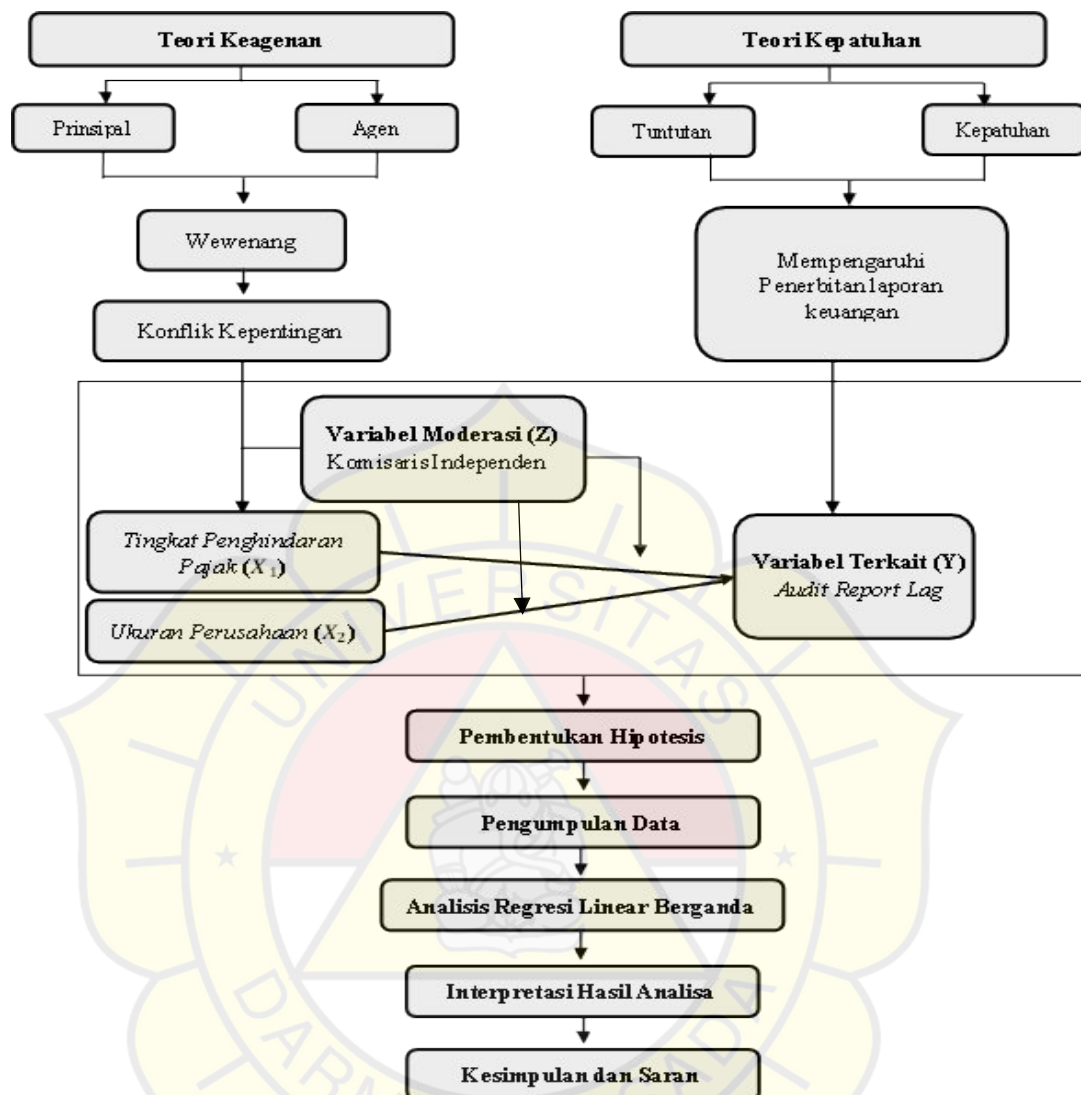 Teori Keagenan
Teori Kepatuhan
Prinsipal
Agen
Tuntutan
Kepatuhan
Wewenang
Mempengaruhi
Penerbitan laporan
keuangan
Konflik Kepentingan
Variabel Moderasi (Z)
Komisaris Independen
Tingkat Penghindaran
Pajak (X₁)
Variabel Terkait (Y)
Audit Report Lag
Ukuran Perusahaan (X₂)
UNIVERSITAS
Pembentukan Hipotesis
Pengumpulan Data
Analisis Regresi Linear Berganda
Interpretasi Hasil Analisa
Kesimpulan dan Saran